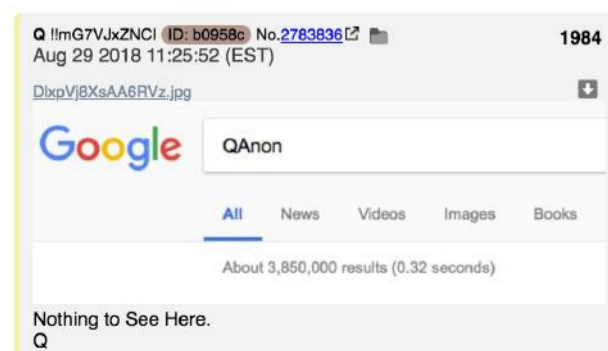 Q !!mG7VJxZNCI ID: b0958c No.2783836 1984
Aug 29 2018 11:25:52 (EST)
DlxpVj8XsAA6RVz.jpg
Google QAnon
All News Videos Images Books
About 3,850,000 results (0.32 seconds)
Nothing to See Here.
Q